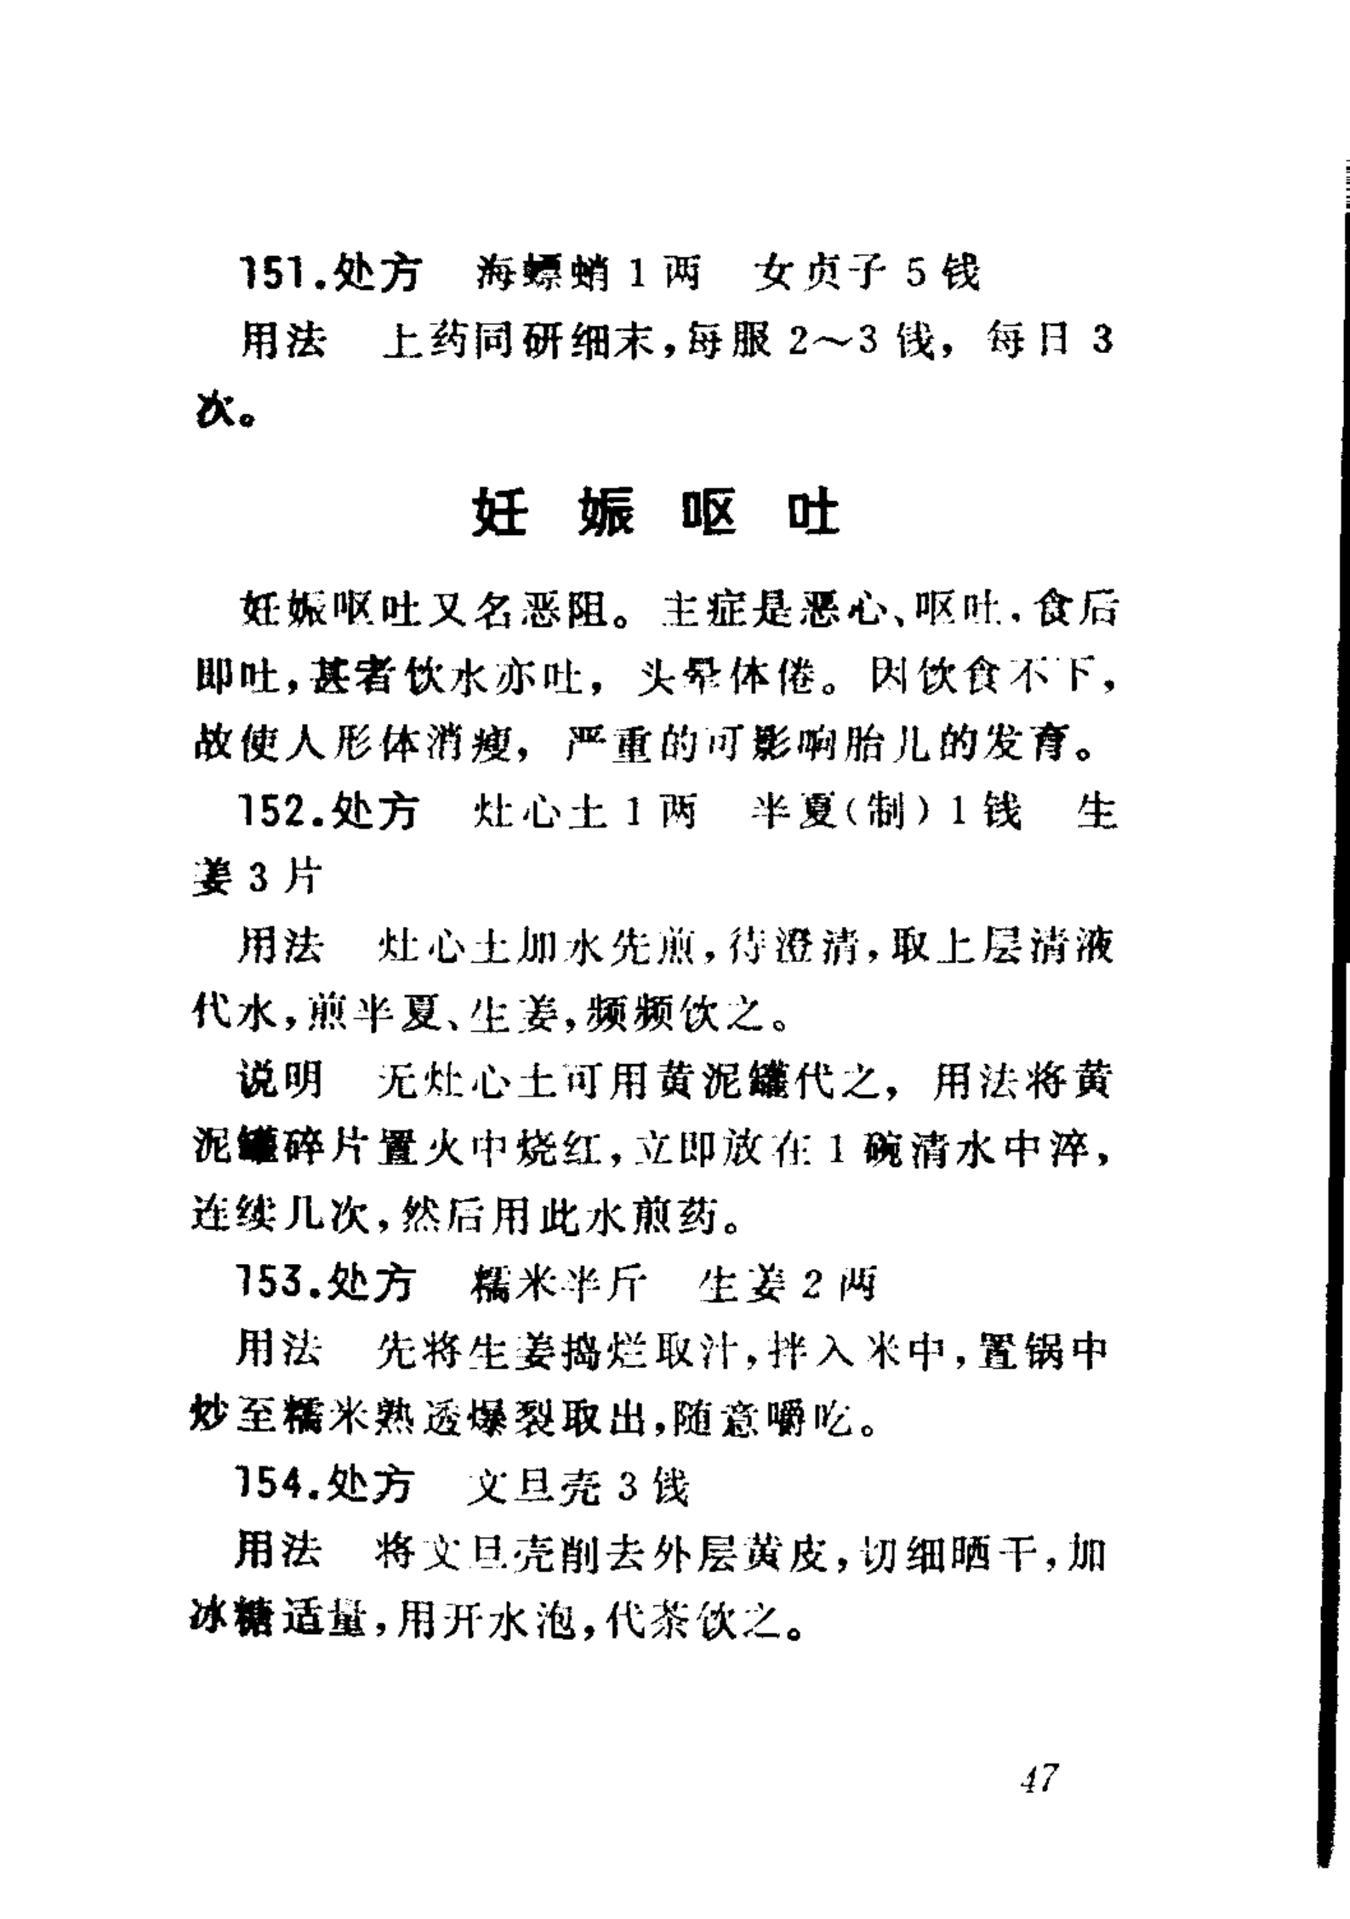 151.处方　海螵蛸1两　女贞子5钱
用法　上药同研细末，每服2～3钱，每日3
次。
妊娠呕吐
妊娠呕吐又名恶阻。主症是恶心、呕吐，食后
即吐，甚者饮水亦吐，头晕体倦。因饮食不下，
故使人形体消瘦，严重的可影响胎儿的发育。
152.处方　灶心土1两　半夏（制）1钱　生
姜3片
用法　灶心土加水先煎，待澄清，取上层清液
代水，煎半夏、生姜，频频饮之。
说明　无灶心土可用黄泥罐代之，用法将黄
泥罐碎片置火中烧红，立即放在1碗清水中淬，
连续几次，然后用此水煎药。
153.处方　糯米半斤　生姜2两
用法　先将生姜捣烂取汁，拌入米中，置锅中
炒至糯米熟透爆裂取出，随意嚼吃。
154.处方　文旦壳3钱
用法　将文旦壳削去外层黄皮，切细晒干，加
冰糖适量，用开水泡，代茶饮之。
47